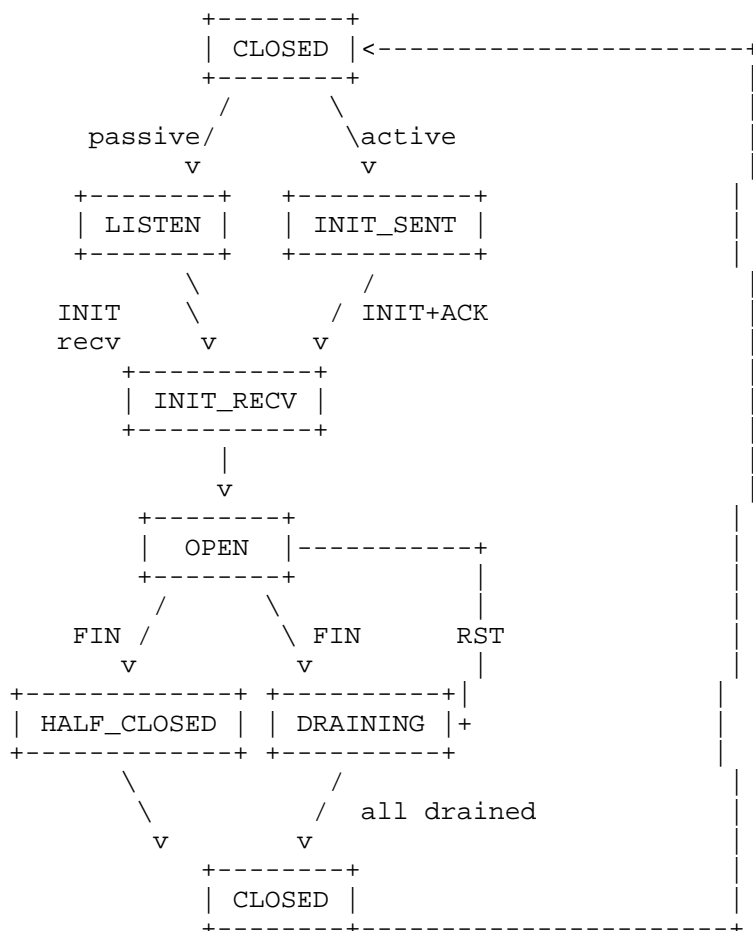 CLOSED
passive active
LISTEN INIT_SENT
INIT INIT+ACK
recv
INIT_RECV
OPEN
FIN FIN RST
HALF_CLOSED DRAINING
all drained
CLOSED